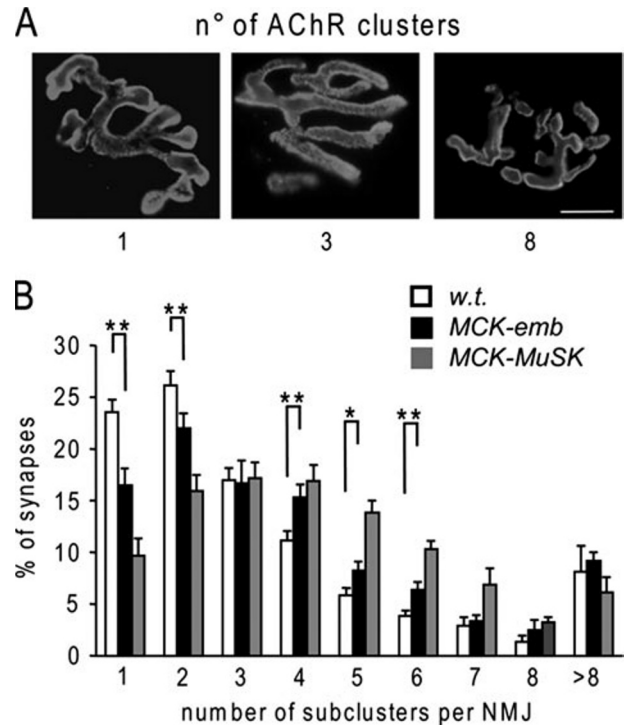 A n° of AChR clusters
1 3 8
B
w.t.
MCK-emb
MCK-MuSK
** ** ** * **
30
25
20
15
10
5
0
% of synapses
1 2 3 4 5 6 7 8 >8
number of subclusters per NMJ